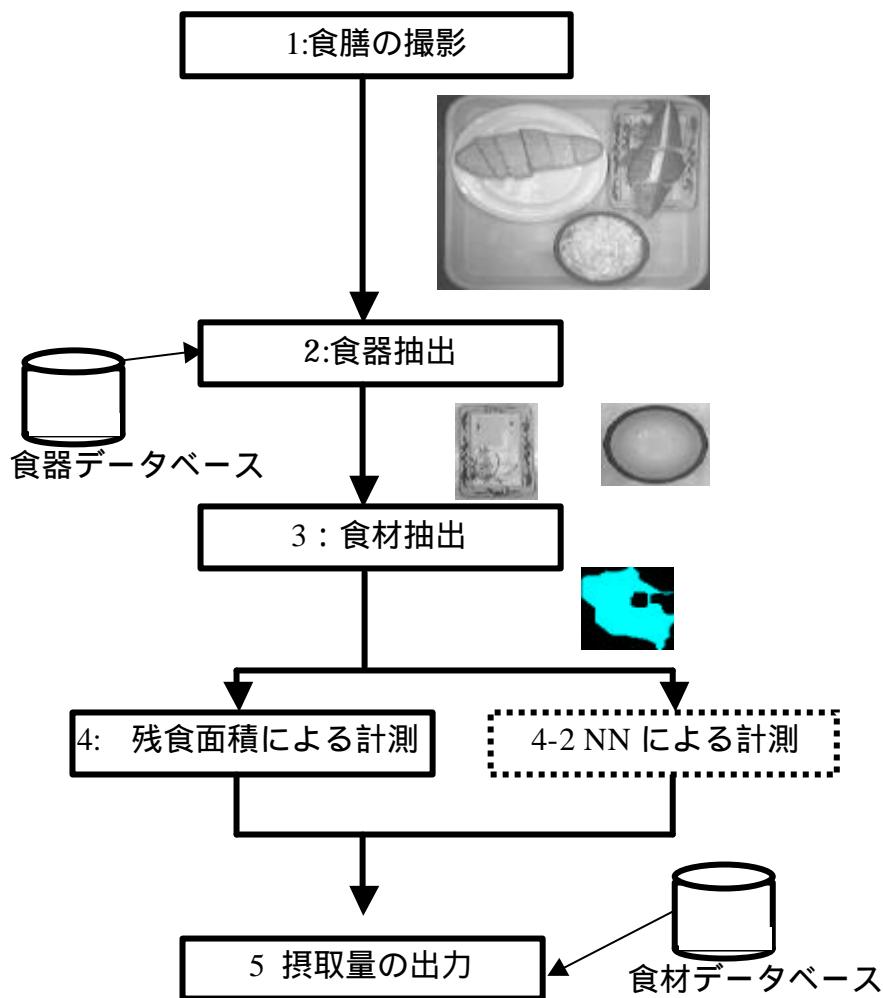 1:食膳の撮影
2:食器抽出
食器データベース
3：食材抽出
4:　残食面積による計測
4-2 NN による計測
5 摂取量の出力
食材データベース